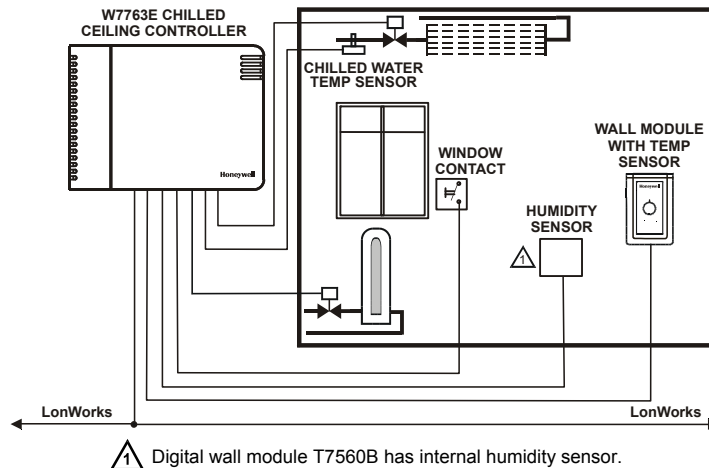 W7763E CHILLED
CEILING CONTROLLER
Honeywell
CHILLED WATER
TEMP SENSOR
WINDOW
CONTACT
HUMIDITY
SENSOR
1
WALL MODULE
WITH TEMP
SENSOR
Honeywell
LonWorks
LonWorks
1 Digital wall module T7560B has internal humidity sensor.